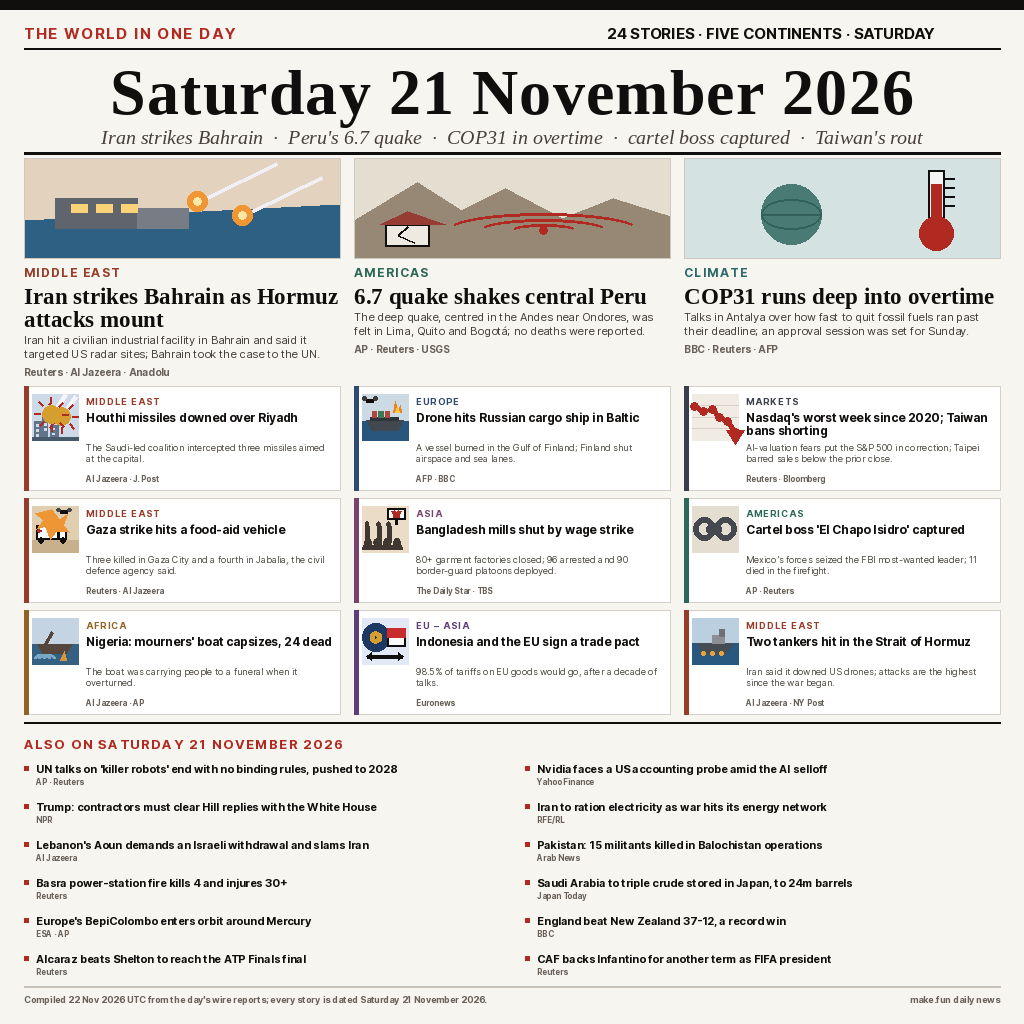 THE WORLD IN ONE DAY
24 STORIES · FIVE CONTINENTS · SATURDAY
Saturday 21 November 2026
Iran strikes Bahrain · Peru's 6.7 quake · COP31 in overtime · cartel boss captured · Taiwan's rout
MIDDLE EAST
Iran strikes Bahrain as Hormuz
attacks mount
Iran hit a civilian industrial facility in Bahrain and said it
targeted US radar sites; Bahrain took the case to the UN.
Reuters · Al Jazeera · Anadolu
AMERICAS
6.7 quake shakes central Peru
The deep quake, centred in the Andes near Ondores, was
felt in Lima, Quito and Bogotá; no deaths were reported.
AP · Reuters · USGS
CLIMATE
COP31 runs deep into overtime
Talks in Antalya over how fast to quit fossil fuels ran past
their deadline; an approval session was set for Sunday.
BBC · Reuters · AFP
MIDDLE EAST
Houthi missiles downed over Riyadh
The Saudi-led coalition intercepted three missiles aimed
at the capital.
Al Jazeera · J. Post
EUROPE
Drone hits Russian cargo ship in Baltic
A vessel burned in the Gulf of Finland; Finland shut
airspace and sea lanes.
AFP · BBC
MARKETS
Nasdaq's worst week since 2020; Taiwan
bans shorting
AI-valuation fears put the S&P 500 in correction; Taipei
barred sales below the prior close.
Reuters · Bloomberg
MIDDLE EAST
Gaza strike hits a food-aid vehicle
Three killed in Gaza City and a fourth in Jabalia, the civil
defence agency said.
Reuters · Al Jazeera
ASIA
Bangladesh mills shut by wage strike
80+ garment factories closed; 96 arrested and 90
border-guard platoons deployed.
The Daily Star · TBS
AMERICAS
Cartel boss 'El Chapo Isidro' captured
Mexico's forces seized the FBI most-wanted leader; 11
died in the firefight.
AP · Reuters
AFRICA
Nigeria: mourners' boat capsizes, 24 dead
The boat was carrying people to a funeral when it
overturned.
Al Jazeera · AP
EU – ASIA
Indonesia and the EU sign a trade pact
98.5% of tariffs on EU goods would go, after a decade of
talks.
Euronews
MIDDLE EAST
Two tankers hit in the Strait of Hormuz
Iran said it downed US drones; attacks are the highest
since the war began.
Al Jazeera · NY Post
ALSO ON SATURDAY 21 NOVEMBER 2026
UN talks on 'killer robots' end with no binding rules, pushed to 2028
AP · Reuters
Trump: contractors must clear Hill replies with the White House
NPR
Lebanon's Aoun demands an Israeli withdrawal and slams Iran
Al Jazeera
Basra power-station fire kills 4 and injures 30+
Reuters
Europe's BepiColombo enters orbit around Mercury
ESA · AP
Alcaraz beats Shelton to reach the ATP Finals final
Reuters
Nvidia faces a US accounting probe amid the AI selloff
Yahoo Finance
Iran to ration electricity as war hits its energy network
RFE/RL
Pakistan: 15 militants killed in Balochistan operations
Arab News
Saudi Arabia to triple crude stored in Japan, to 24m barrels
Japan Today
England beat New Zealand 37–12, a record win
BBC
CAF backs Infantino for another term as FIFA president
Reuters
Compiled 22 Nov 2026 UTC from the day's wire reports; every story is dated Saturday 21 November 2026.
make.fun daily news